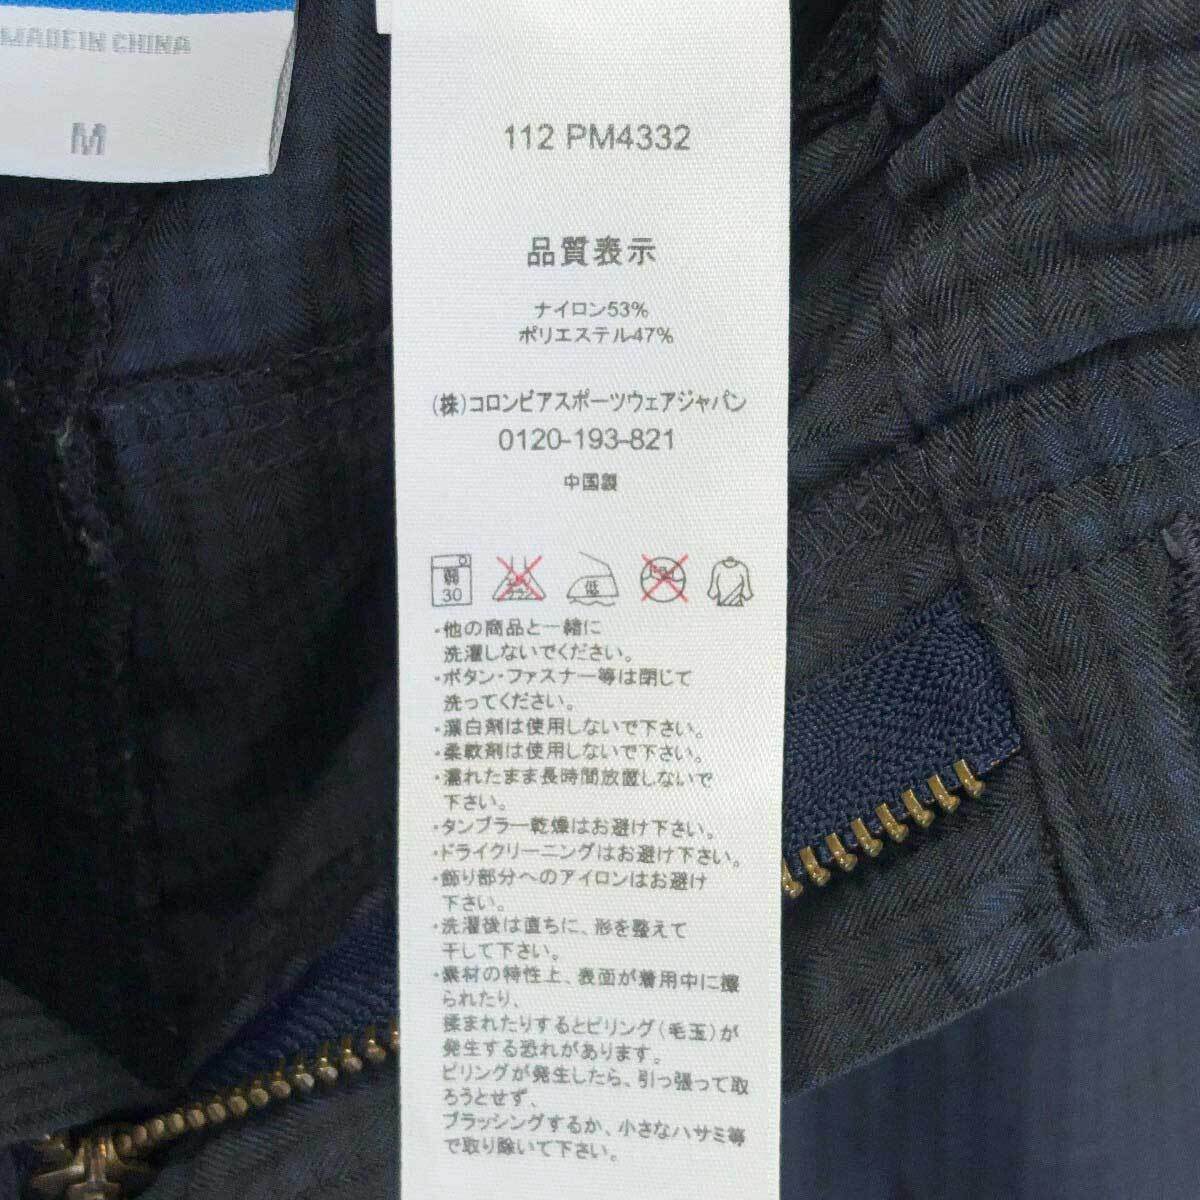 MADE IN CHINA
M
112 PM4332
品質表示
ナイロン53%
ポリエステル47%
(株)コロンビアスポーツウェアジャパン
0120-193-821
中国製
弱
30
低
・他の商品と一緒に
洗濯しないでください。
・ボタン・ファスナー等は閉じて
洗ってください。
・漂白剤は使用しないで下さい。
・柔軟剤は使用しないで下さい。
・濡れたまま長時間放置しないで
下さい。
・タンブラー乾燥はお避け下さい。
・ドライクリーニングはお避け下さい。
・飾り部分へのアイロンはお避け
下さい。
・洗濯後は直ちに、形を整えて
干して下さい。
・素材の特性上、表面が着用中に擦
られたり、
揉まれたりするとピリング(毛玉)が
発生する恐れがあります。
ピリングが発生したら、引っ張って取
ろうとせず、
ブラッシングするか、小さなハサミ等
で取り除いて下さい。